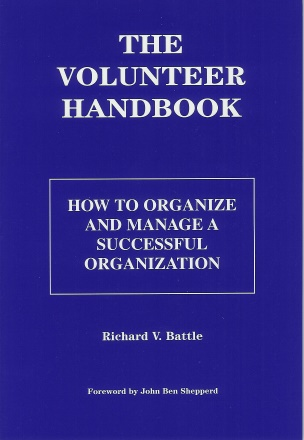 THE
VOLUNTEER
HANDBOOK
HOW TO ORGANIZE
AND MANAGE A
SUCCESSFUL
ORGANIZATION
Richard V. Battle
Foreword by John Ben Shepperd